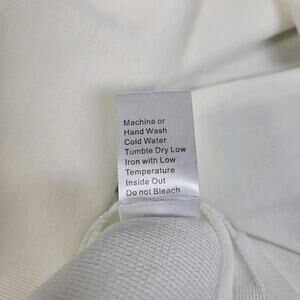 Machine or
Hand Wash
Cold Water
Tumble Dry Low
Iron with Low
Temperature
Inside Out
Do not Bleach